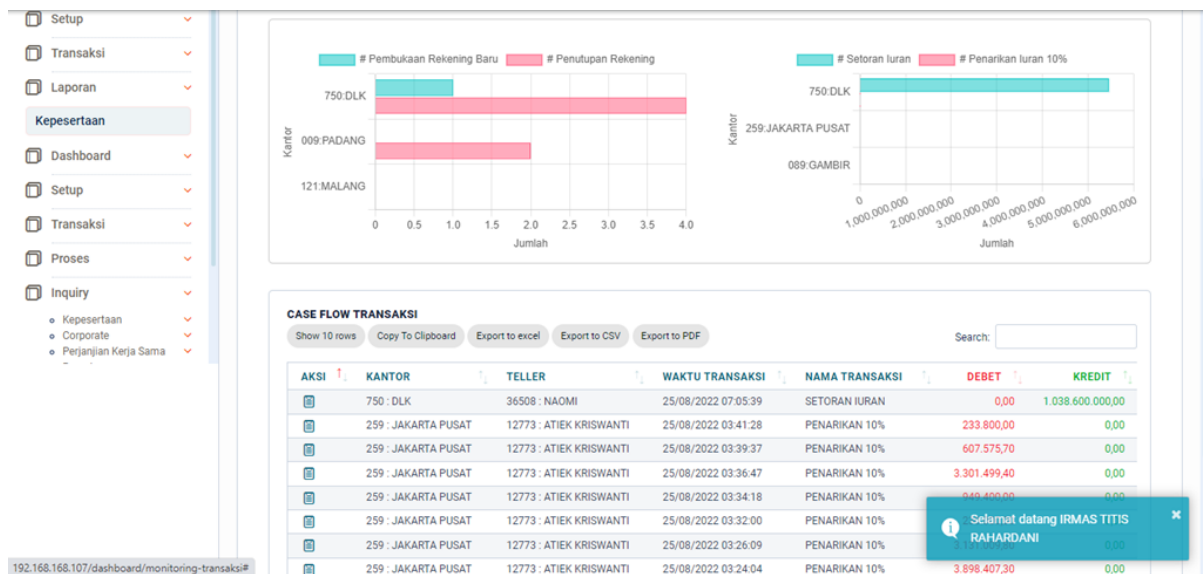 Setup
Transaksi
Laporan
Kepesertaan
Dashboard
Setup
Transaksi
Proses
Inquiry
Kepesertaan
Corporate
Perjanjian Kerja Sama
# Pembukaan Rekening Baru # Penutupan Rekening
Kantor
750:DLK
009:PADANG
121:MALANG
0 0.5 1.0 1.5 2.0 2.5 3.0 3.5 4.0
Jumlah
# Setoran Iuran # Penarikan Iuran 10%
Kantor
750:DLK
259:JAKARTA PUSAT
089:GAMBIR
0 1,000,000,000 2,000,000,000 3,000,000,000 4,000,000,000 5,000,000,000 6,000,000,000
Jumlah
CASE FLOW TRANSAKSI
Show 10 rows Copy To Clipboard Export to excel Export to CSV Export to PDF Search:
AKSI KANTOR TELLER WAKTU TRANSAKSI NAMA TRANSAKSI DEBET KREDIT
750 : DLK 36508 : NAOMI 25/08/2022 07:05:39 SETORAN IURAN 0,00 1.038.600.000,00
259 : JAKARTA PUSAT 12773 : ATIEK KRISWANTI 25/08/2022 03:41:28 PENARIKAN 10% 233.800,00 0,00
259 : JAKARTA PUSAT 12773 : ATIEK KRISWANTI 25/08/2022 03:39:37 PENARIKAN 10% 607.575,70 0,00
259 : JAKARTA PUSAT 12773 : ATIEK KRISWANTI 25/08/2022 03:36:47 PENARIKAN 10% 3.301.499,40 0,00
259 : JAKARTA PUSAT 12773 : ATIEK KRISWANTI 25/08/2022 03:34:18 PENARIKAN 10% 949.400,00 0,00
259 : JAKARTA PUSAT 12773 : ATIEK KRISWANTI 25/08/2022 03:32:00 PENARIKAN 10%
259 : JAKARTA PUSAT 12773 : ATIEK KRISWANTI 25/08/2022 03:26:09 PENARIKAN 10%
259 : JAKARTA PUSAT 12773 : ATIEK KRISWANTI 25/08/2022 03:24:04 PENARIKAN 10% 3.898.407,30 0,00
Selamat datang IRMAS TITIS
RAHARDANI
192.168.168.107/dashboard/monitoring-transaksi#